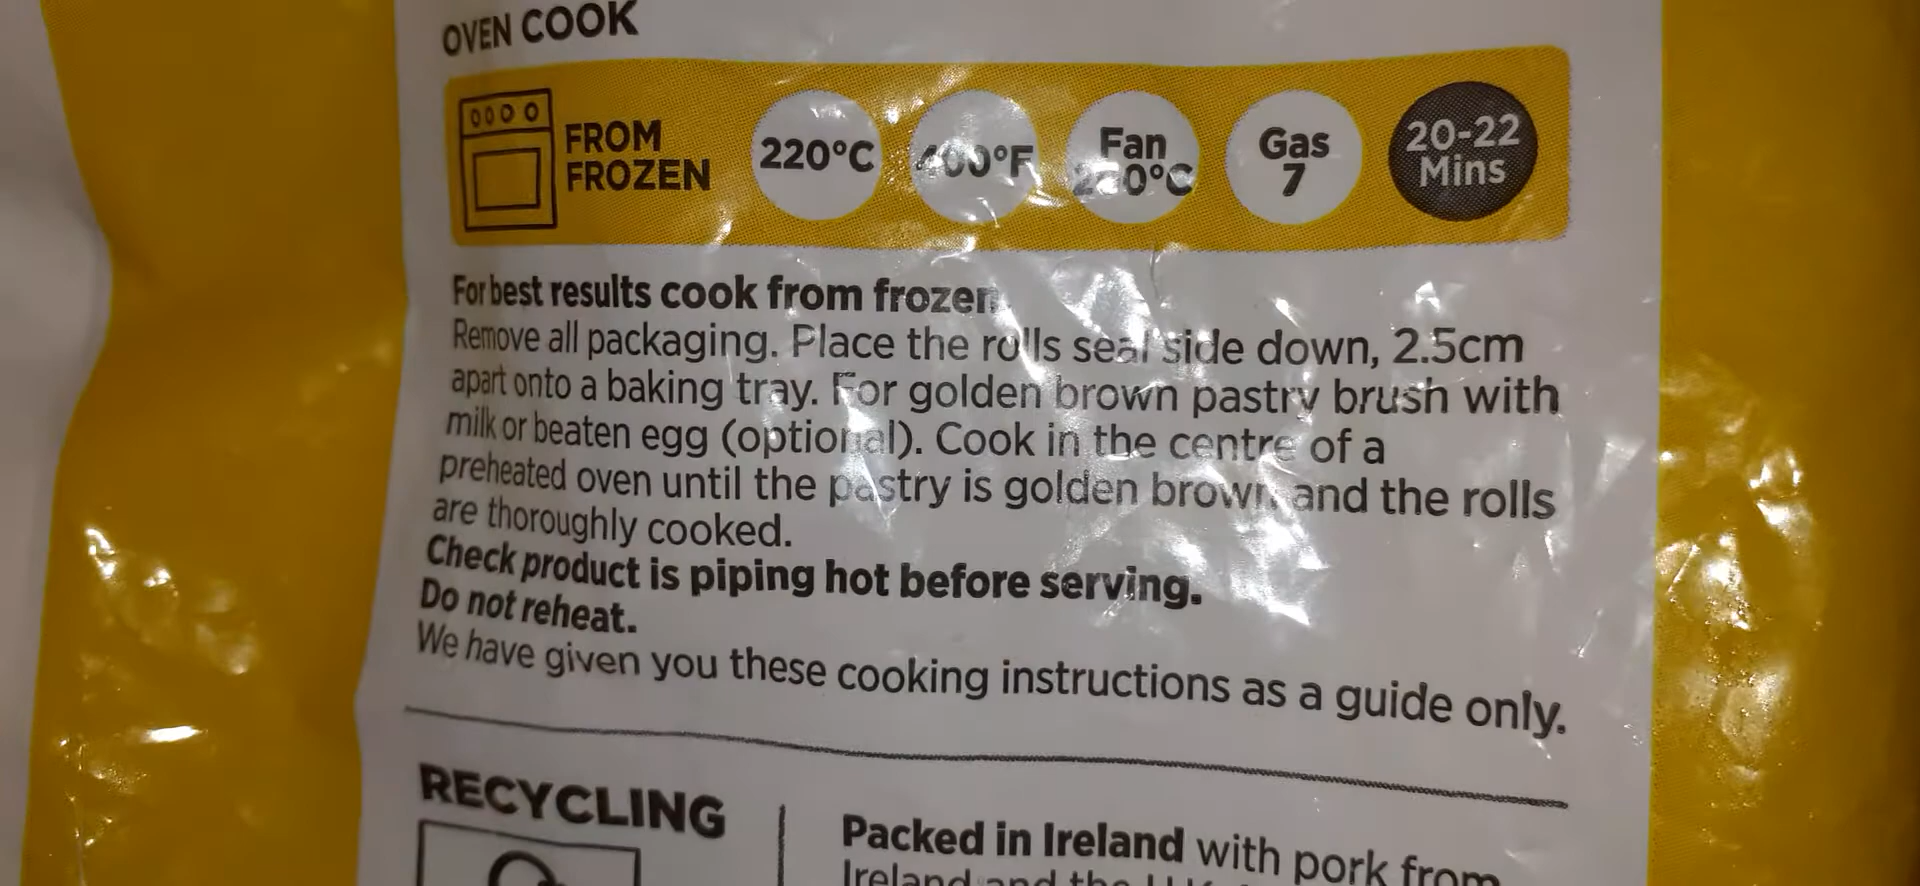 OVEN COOK
FROM
FROZEN
220°C
400°F
Fan
Gas
7
20-22
Mins
For best results cook from frozen
Remove all packaging. Place the rolls seal side down, 2.5cm
apart onto a baking tray. For golden brown pastry brush with
milk or beaten egg (optional). Cook in the centre of a
preheated oven until the pastry is golden brown and the rolls
are thoroughly cooked.
Check product is piping hot before serving.
Do not reheat.
We have given you these cooking instructions as a guide only.
RECYCLING
Packed in Ireland with pork from
Ireland and the